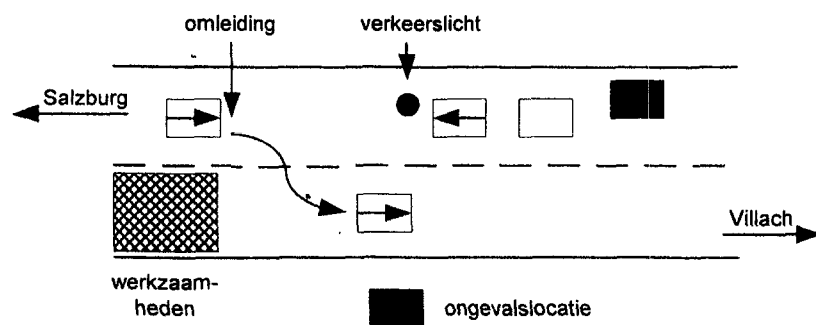 omleiding
verkeerslicht
Salzburg
Villach
werkzaam-
heden
ongevalslocatie